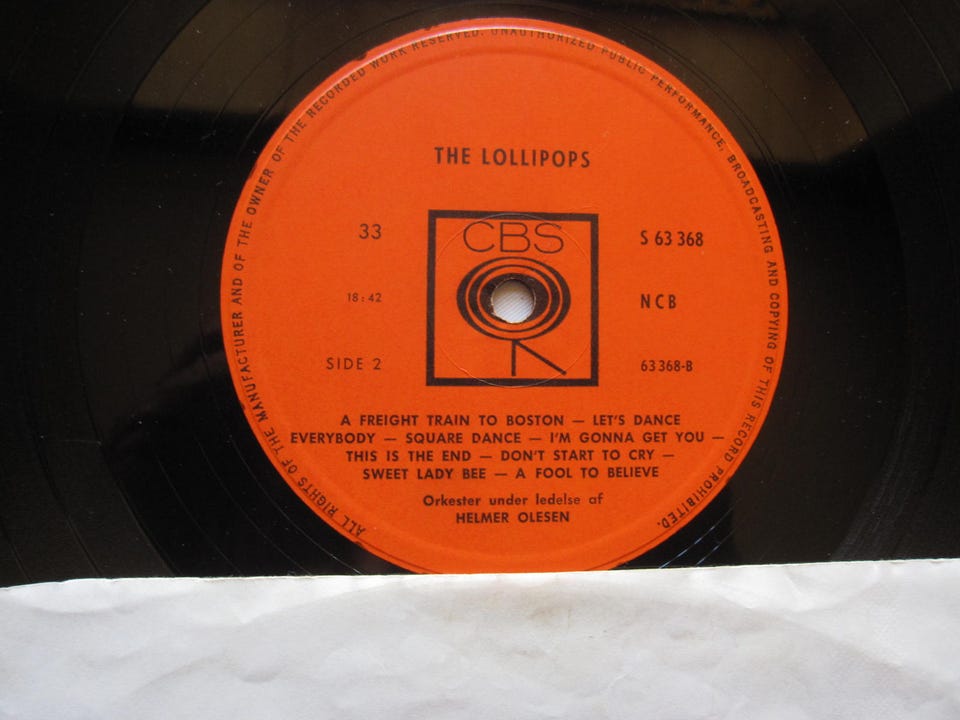 ALL RIGHTS OF THE MANUFACTURER AND OF THE OWNER OF THE RECORDED WORK RESERVED. UNAUTHORIZED PUBLIC PERFORMANCE, BROADCASTING AND COPYING OF THIS RECORD PROHIBITED.
THE LOLLIPOPS
CBS
33
S 63 368
18:42
NCB
SIDE 2
63368-B
A FREIGHT TRAIN TO BOSTON — LET'S DANCE
EVERYBODY — SQUARE DANCE — I'M GONNA GET YOU —
THIS IS THE END — DON'T START TO CRY —
SWEET LADY BEE — A FOOL TO BELIEVE
Orkester under ledelse af
HELMER OLESEN